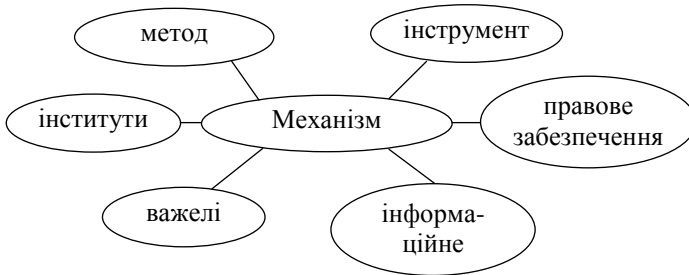 метод
інструмент
інститути
Механізм
правове
забезпечення
важелі
інформа-
ційне